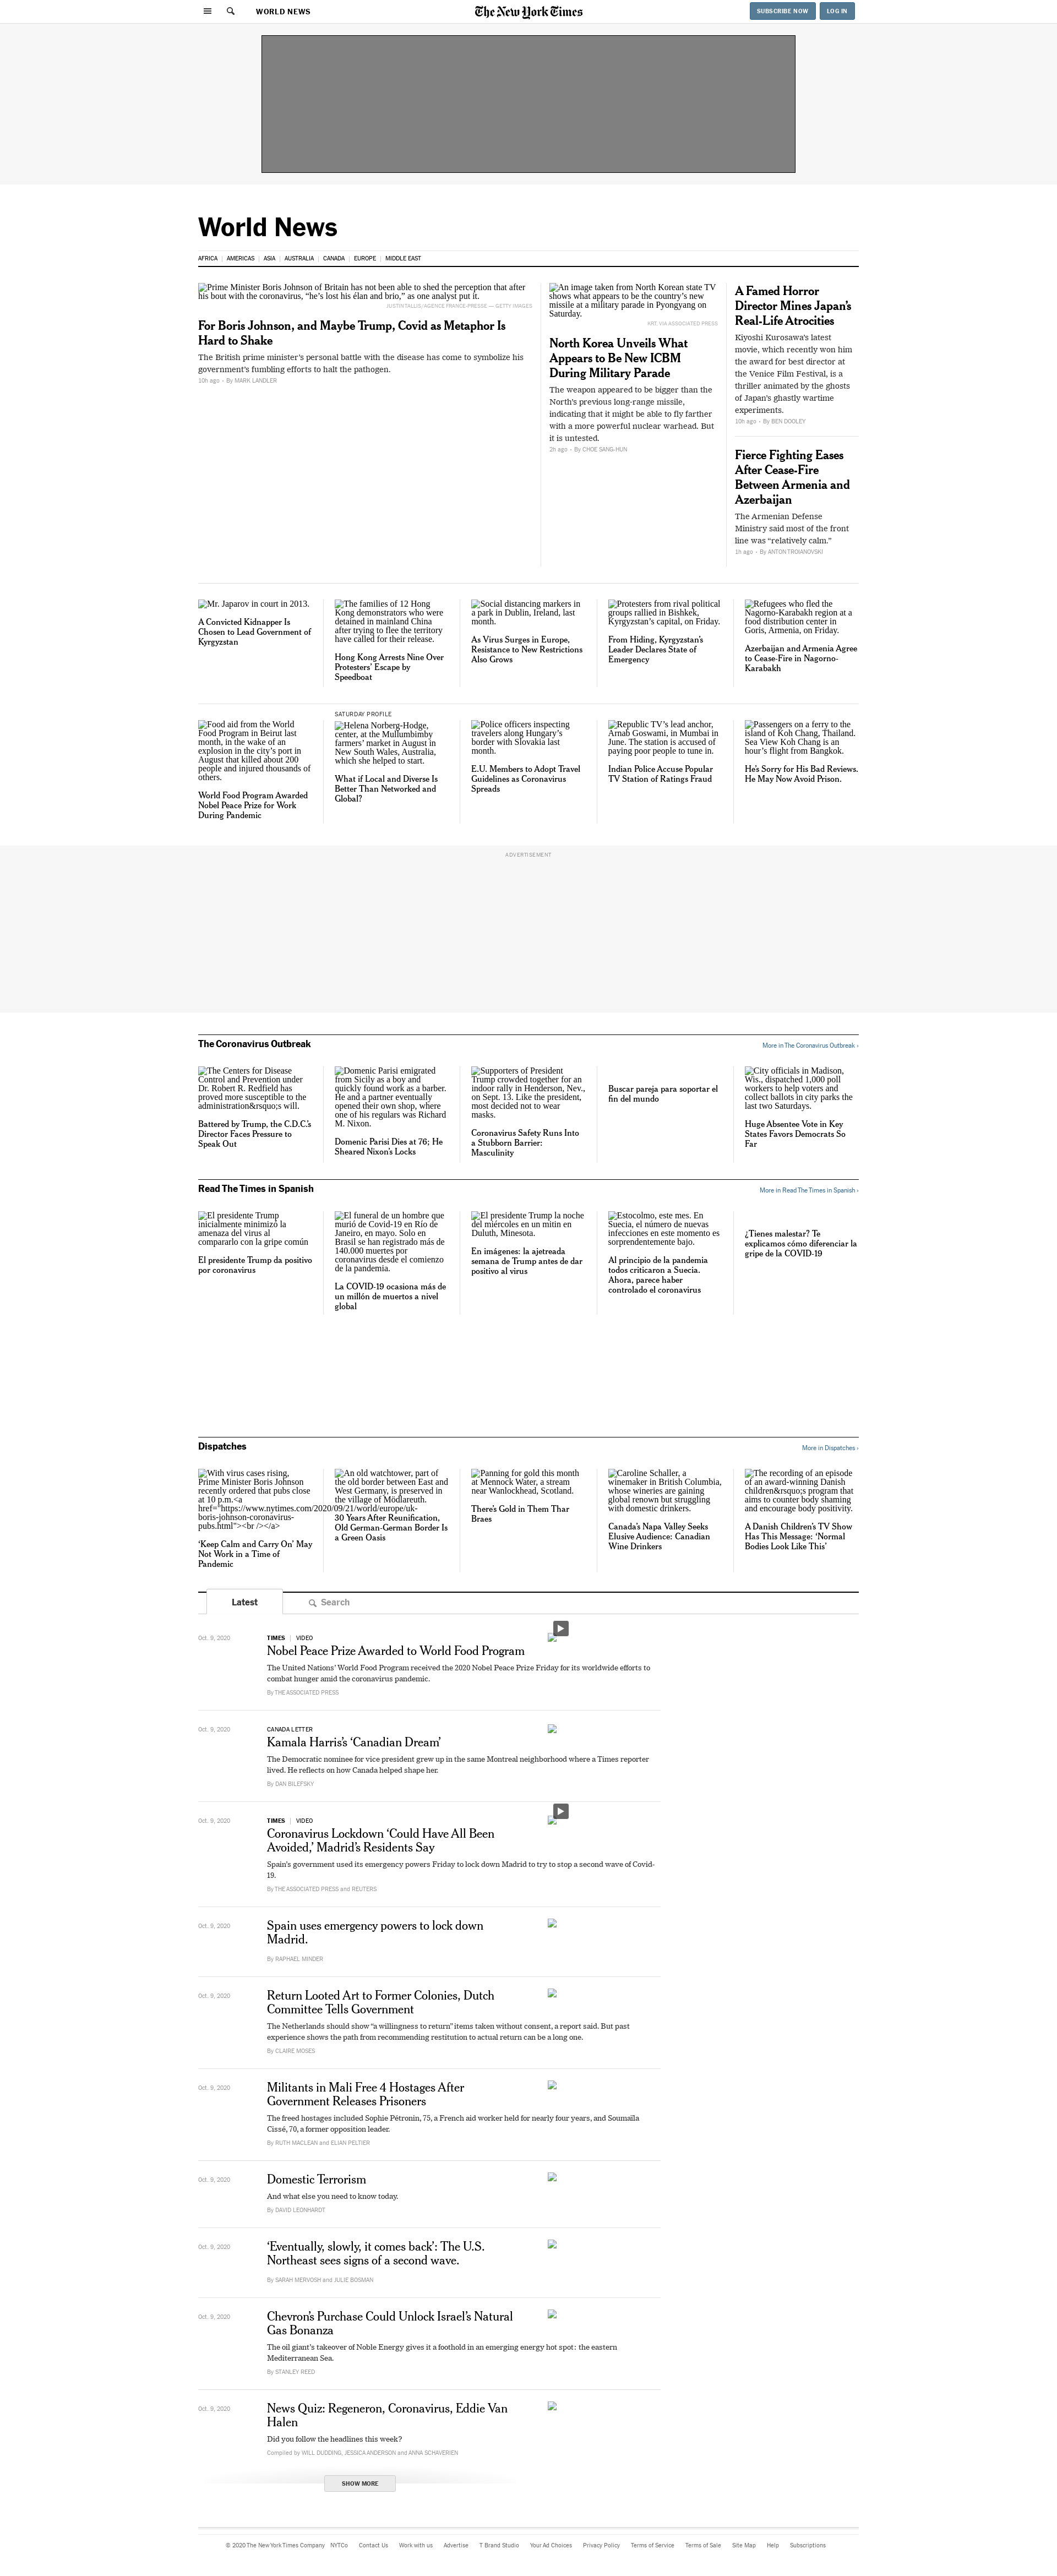 WORLD NEWS
The New York Times
SUBSCRIBE NOW
LOG IN
World News
AFRICA | AMERICAS | ASIA | AUSTRALIA | CANADA | EUROPE | MIDDLE EAST
Prime Minister Boris Johnson of Britain has not been able to shed the perception that after
his bout with the coronavirus, “he’s lost his élan and brio,” as one analyst put it.
JUSTIN TALLIS/AGENCE FRANCE-PRESSE — GETTY IMAGES
For Boris Johnson, and Maybe Trump, Covid as Metaphor Is
Hard to Shake
The British prime minister’s personal battle with the disease has come to symbolize his
government’s fumbling efforts to halt the pathogen.
10h ago - By MARK LANDLER
An image taken from North Korean state TV
shows what appears to be the country’s new
missile at a military parade in Pyongyang on
Saturday.
KRT, VIA ASSOCIATED PRESS
North Korea Unveils What
Appears to Be New ICBM
During Military Parade
The weapon appeared to be bigger than the
North’s previous long-range missile,
indicating that it might be able to fly farther
with a more powerful nuclear warhead. But
it is untested.
2h ago - By CHOE SANG-HUN
A Famed Horror
Director Mines Japan’s
Real-Life Atrocities
Kiyoshi Kurosawa’s latest
movie, which recently won him
the award for best director at
the Venice Film Festival, is a
thriller animated by the ghosts
of Japan’s ghastly wartime
experiments.
10h ago - By BEN DOOLEY
Fierce Fighting Eases
After Cease-Fire
Between Armenia and
Azerbaijan
The Armenian Defense
Ministry said most of the front
line was “relatively calm.”
1h ago - By ANTON TROIANOVSKI
Mr. Japarov in court in 2013.
A Convicted Kidnapper Is
Chosen to Lead Government of
Kyrgyzstan
The families of 12 Hong
Kong demonstrators who were
detained in mainland China
after trying to flee the territory
have called for their release.
Hong Kong Arrests Nine Over
Protesters’ Escape by
Speedboat
Social distancing markers in
a park in Dublin, Ireland, last
month.
As Virus Surges in Europe,
Resistance to New Restrictions
Also Grows
Protesters from rival political
groups rallied in Bishkek,
Kyrgyzstan’s capital, on Friday.
From Hiding, Kyrgyzstan’s
Leader Declares State of
Emergency
Refugees who fled the
Nagorno-Karabakh region at a
food distribution center in
Goris, Armenia, on Friday.
Azerbaijan and Armenia Agree
to Cease-Fire in Nagorno-
Karabakh
Food aid from the World
Food Program in Beirut last
month, in the wake of an
explosion in the city’s port in
August that killed about 200
people and injured thousands of
others.
World Food Program Awarded
Nobel Peace Prize for Work
During Pandemic
SATURDAY PROFILE
Helena Norberg-Hodge,
center, at the Mullumbimby
farmers’ market in August in
New South Wales, Australia,
which she helped to start.
What if Local and Diverse Is
Better Than Networked and
Global?
Police officers inspecting
travelers along Hungary’s
border with Slovakia last
month.
E.U. Members to Adopt Travel
Guidelines as Coronavirus
Spreads
Republic TV’s lead anchor,
Arnab Goswami, in Mumbai in
June. The station is accused of
paying poor people to tune in.
Indian Police Accuse Popular
TV Station of Ratings Fraud
Passengers on a ferry to the
island of Koh Chang, Thailand.
Sea View Koh Chang is an
hour’s flight from Bangkok.
He’s Sorry for His Bad Reviews.
He May Now Avoid Prison.
ADVERTISEMENT
The Coronavirus Outbreak
More in The Coronavirus Outbreak ›
The Centers for Disease
Control and Prevention under
Dr. Robert R. Redfield has
proved more susceptible to the
administration&rsquo;s will.
Battered by Trump, the C.D.C.’s
Director Faces Pressure to
Speak Out
Domenic Parisi emigrated
from Sicily as a boy and
quickly found work as a barber.
He and a partner eventually
opened their own shop, where
one of his regulars was Richard
M. Nixon.
Domenic Parisi Dies at 76; He
Sheared Nixon’s Locks
Supporters of President
Trump crowded together for an
indoor rally in Henderson, Nev.,
on Sept. 13. Like the president,
most decided not to wear
masks.
Coronavirus Safety Runs Into
a Stubborn Barrier:
Masculinity
Buscar pareja para soportar el
fin del mundo
City officials in Madison,
Wis., dispatched 1,000 poll
workers to help voters and
collect ballots in city parks the
last two Saturdays.
Huge Absentee Vote in Key
States Favors Democrats So
Far
Read The Times in Spanish
More in Read The Times in Spanish ›
El presidente Trump
inicialmente minimizó la
amenaza del virus al
compararlo con la gripe común
El presidente Trump da positivo
por coronavirus
El funeral de un hombre que
murió de Covid-19 en Río de
Janeiro, en mayo. Solo en
Brasil se han registrado más de
140.000 muertes por
coronavirus desde el comienzo
de la pandemia.
La COVID-19 ocasiona más de
un millón de muertos a nivel
global
El presidente Trump la noche
del miércoles en un mitin en
Duluth, Minesota.
En imágenes: la ajetreada
semana de Trump antes de dar
positivo al virus
Estocolmo, este mes. En
Suecia, el número de nuevas
infecciones en este momento es
sorprendentemente bajo.
Al principio de la pandemia
todos criticaron a Suecia.
Ahora, parece haber
controlado el coronavirus
¿Tienes malestar? Te
explicamos cómo diferenciar la
gripe de la COVID-19
Dispatches
More in Dispatches ›
With virus cases rising,
Prime Minister Boris Johnson
recently ordered that pubs close
at 10 p.m.<a
href="https://www.nytimes.com/2020/09/21/world/europe/uk-
boris-johnson-coronavirus-
pubs.html"><br /></a>
‘Keep Calm and Carry On’ May
Not Work in a Time of
Pandemic
An old watchtower, part of
the old border between East and
West Germany, is preserved in
the village of Mödlareuth.
30 Years After Reunification,
Old German-German Border Is
a Green Oasis
Panning for gold this month
at Mennock Water, a stream
near Wanlockhead, Scotland.
There’s Gold in Them Thar
Braes
Caroline Schaller, a
winemaker in British Columbia,
whose wineries are gaining
global renown but struggling
with domestic drinkers.
Canada’s Napa Valley Seeks
Elusive Audience: Canadian
Wine Drinkers
The recording of an episode
of an award-winning Danish
children&rsquo;s program that
aims to counter body shaming
and encourage body positivity.
A Danish Children’s TV Show
Has This Message: ‘Normal
Bodies Look Like This’
Latest
Search
Oct. 9, 2020
TIMES | VIDEO
Nobel Peace Prize Awarded to World Food Program
The United Nations’ World Food Program received the 2020 Nobel Peace Prize Friday for its worldwide efforts to
combat hunger amid the coronavirus pandemic.
By THE ASSOCIATED PRESS
Oct. 9, 2020
CANADA LETTER
Kamala Harris’s ‘Canadian Dream’
The Democratic nominee for vice president grew up in the same Montreal neighborhood where a Times reporter
lived. He reflects on how Canada helped shape her.
By DAN BILEFSKY
Oct. 9, 2020
TIMES | VIDEO
Coronavirus Lockdown ‘Could Have All Been
Avoided,’ Madrid’s Residents Say
Spain’s government used its emergency powers Friday to lock down Madrid to try to stop a second wave of Covid-
19.
By THE ASSOCIATED PRESS and REUTERS
Oct. 9, 2020
Spain uses emergency powers to lock down
Madrid.
By RAPHAEL MINDER
Oct. 9, 2020
Return Looted Art to Former Colonies, Dutch
Committee Tells Government
The Netherlands should show “a willingness to return” items taken without consent, a report said. But past
experience shows the path from recommending restitution to actual return can be a long one.
By CLAIRE MOSES
Oct. 9, 2020
Militants in Mali Free 4 Hostages After
Government Releases Prisoners
The freed hostages included Sophie Pétronin, 75, a French aid worker held for nearly four years, and Soumaïla
Cissé, 70, a former opposition leader.
By RUTH MACLEAN and ELIAN PELTIER
Oct. 9, 2020
Domestic Terrorism
And what else you need to know today.
By DAVID LEONHARDT
Oct. 9, 2020
‘Eventually, slowly, it comes back’: The U.S.
Northeast sees signs of a second wave.
By SARAH MERVOSH and JULIE BOSMAN
Oct. 9, 2020
Chevron’s Purchase Could Unlock Israel’s Natural
Gas Bonanza
The oil giant’s takeover of Noble Energy gives it a foothold in an emerging energy hot spot: the eastern
Mediterranean Sea.
By STANLEY REED
Oct. 9, 2020
News Quiz: Regeneron, Coronavirus, Eddie Van
Halen
Did you follow the headlines this week?
Compiled by WILL DUDDING, JESSICA ANDERSON and ANNA SCHAVERIEN
SHOW MORE
© 2020 The New York Times Company NYTCo Contact Us Work with us Advertise T Brand Studio Your Ad Choices Privacy Policy Terms of Service Terms of Sale Site Map Help Subscriptions